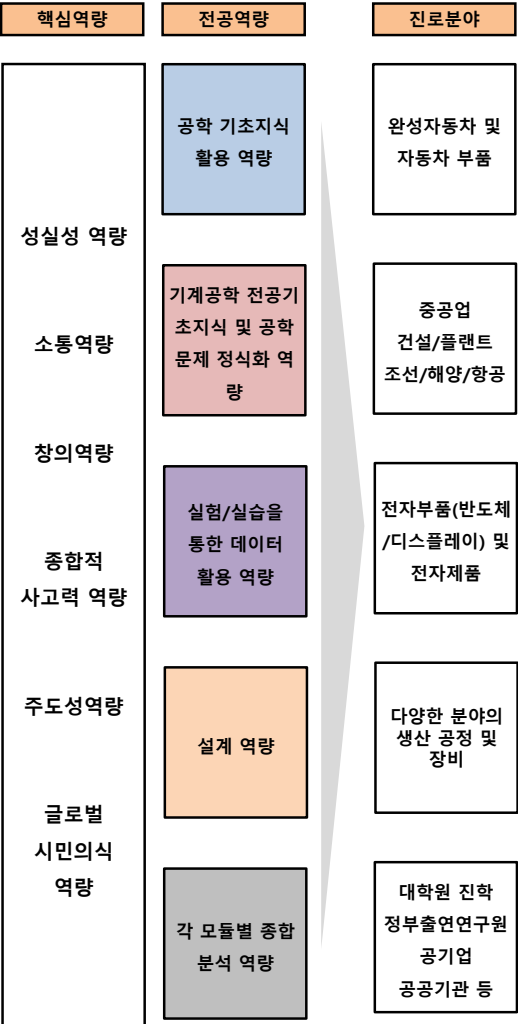 핵심역량
전공역량
진로분야
성실성 역량
소통역량
창의역량
종합적
사고력 역량
주도성역량
글로벌
시민의식
역량
공학 기초지식
활용 역량
기계공학 전공기
초지식 및 공학
문제 정식화 역
량
실험/실습을
통한 데이터
활용 역량
설계 역량
각 모듈별 종합
분석 역량
완성자동차 및
자동차 부품
중공업
건설/플랜트
조선/해양/항공
전자부품(반도체
/디스플레이) 및
전자제품
다양한 분야의
생산 공정 및
장비
대학원 진학
정부출연연구원
공기업
공공기관 등